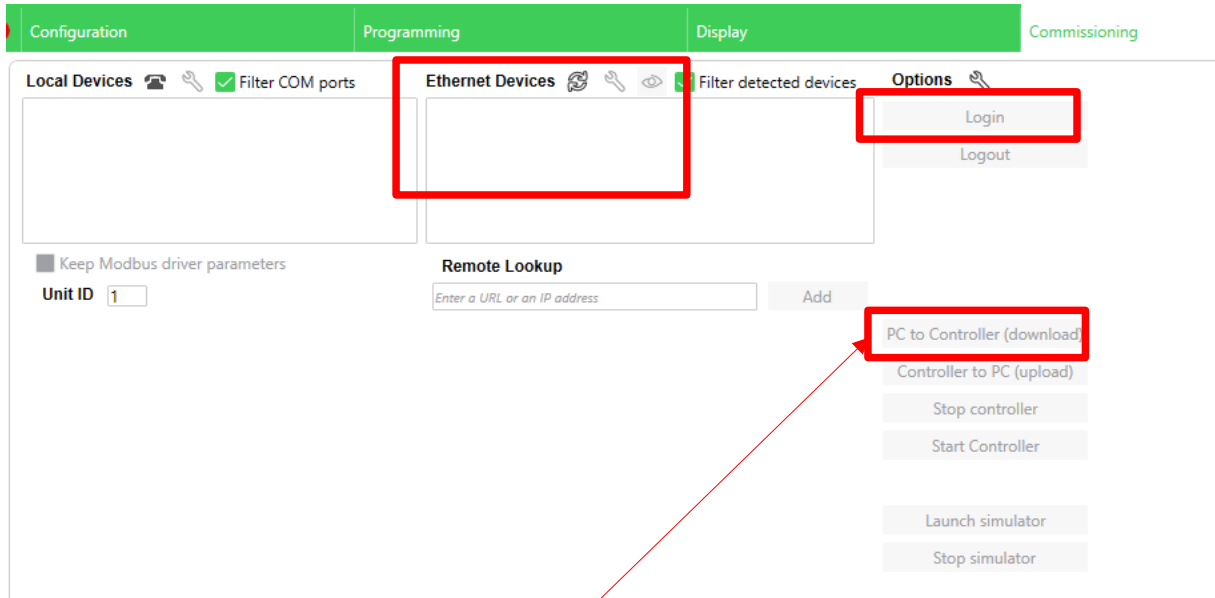 Configuration Programming Display Commissioning
Local Devices Filter COM ports Ethernet Devices Filter detected devices Options
Login
Logout
Keep Modbus driver parameters Remote Lookup
Unit ID 1 Enter a URL or an IP address Add
PC to Controller (download)
Controller to PC (upload)
Stop controller
Start Controller
Launch simulator
Stop simulator